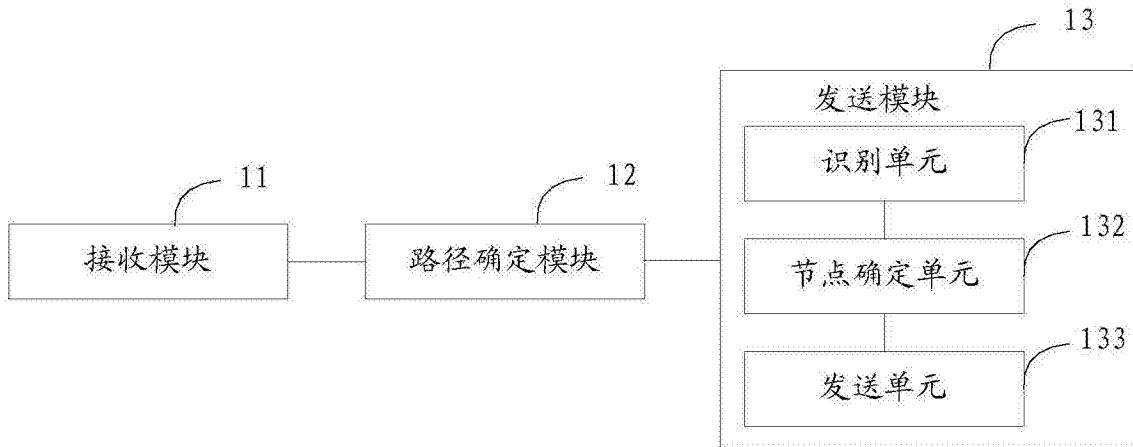 13
发送模块
131
识别单元
11
12
132
接收模块
路径确定模块
节点确定单元
133
发送单元